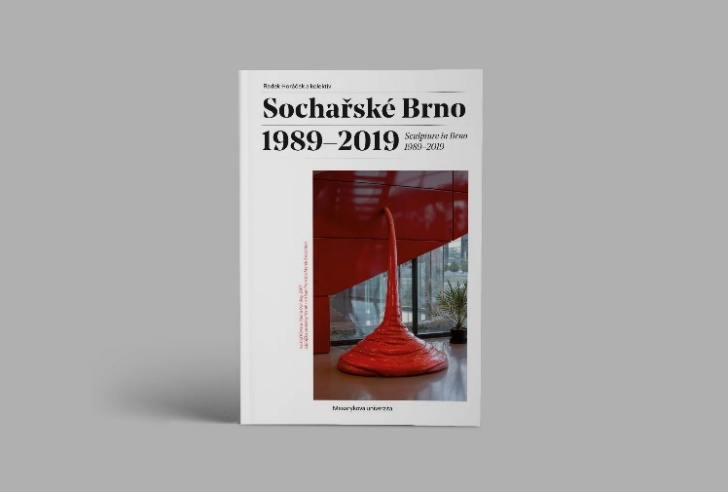 Radek Horáček a kolektiv
Sochařské Brno
1989–2019
Sculpture in Brno
1989–2019
Masarykova univerzita